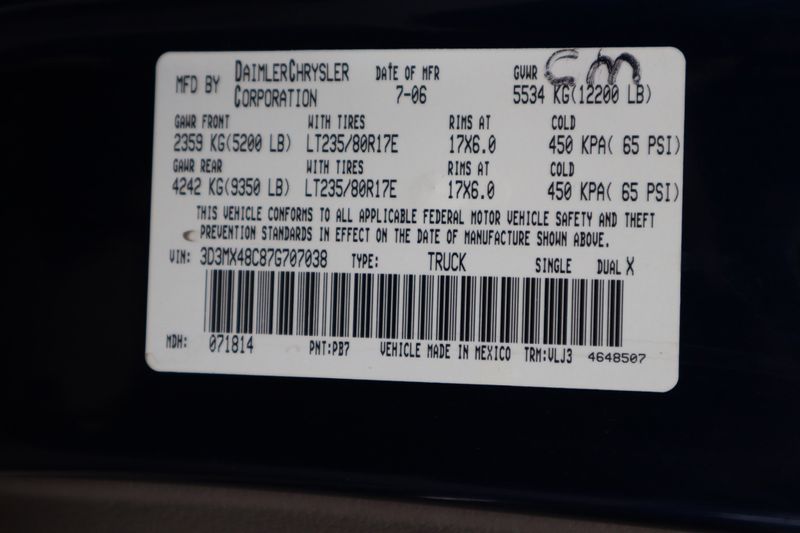 MFD BY DAIMLERCHRYSLER CORPORATION DATE OF MFR 7-06 GVWR CM 5534 KG(12200 LB)
GAWR FRONT WITH TIRES RIMS AT COLD
2359 KG(5200 LB) LT235/80R17E 17X6.0 450 KPA( 65 PSI)
GAWR REAR WITH TIRES RIMS AT COLD
4242 KG(9350 LB) LT235/80R17E 17X6.0 450 KPA( 65 PSI)
THIS VEHICLE CONFORMS TO ALL APPLICABLE FEDERAL MOTOR VEHICLE SAFETY AND THEFT
PREVENTION STANDARDS IN EFFECT ON THE DATE OF MANUFACTURE SHOWN ABOVE.
VIN: 3D3MX48C87G707038 TYPE: TRUCK SINGLE DUAL X
MDH: 071814 PNT:PB7 VEHICLE MADE IN MEXICO TRM:VLJ3 4648507